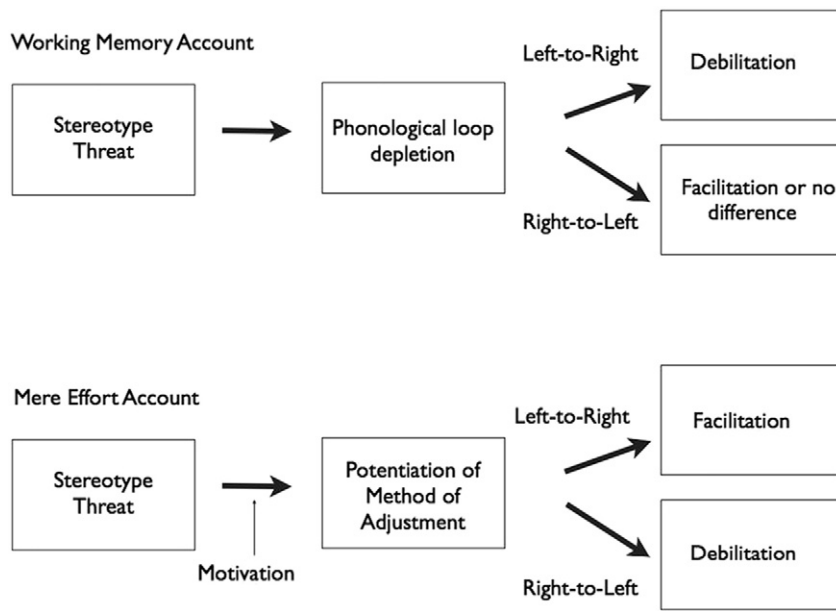 Working Memory Account
Stereotype
Threat
Phonological loop
depletion
Left-to-Right
Debilitation
Right-to-Left
Facilitation or no
difference
Mere Effort Account
Stereotype
Threat
Motivation
Potentiation of
Method of
Adjustment
Left-to-Right
Facilitation
Right-to-Left
Debilitation